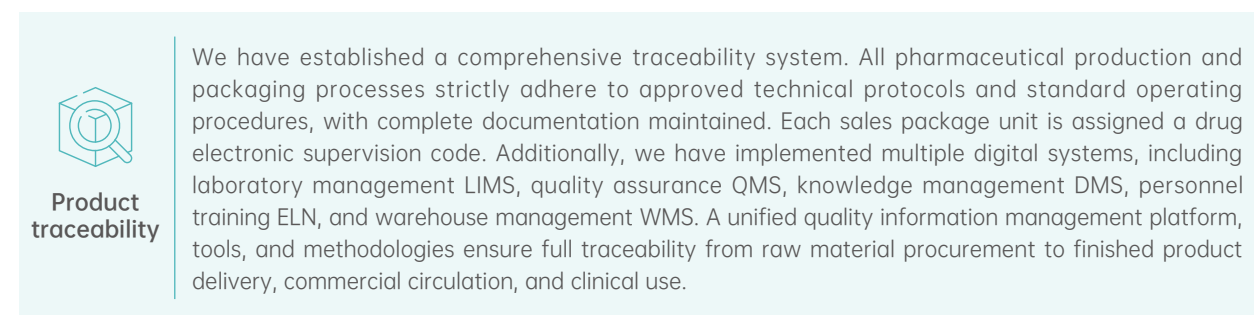 Product
traceability
We have established a comprehensive traceability system. All pharmaceutical production and
packaging processes strictly adhere to approved technical protocols and standard operating
procedures, with complete documentation maintained. Each sales package unit is assigned a drug
electronic supervision code. Additionally, we have implemented multiple digital systems, including
laboratory management LIMS, quality assurance QMS, knowledge management DMS, personnel
training ELN, and warehouse management WMS. A unified quality information management platform,
tools, and methodologies ensure full traceability from raw material procurement to finished product
delivery, commercial circulation, and clinical use.